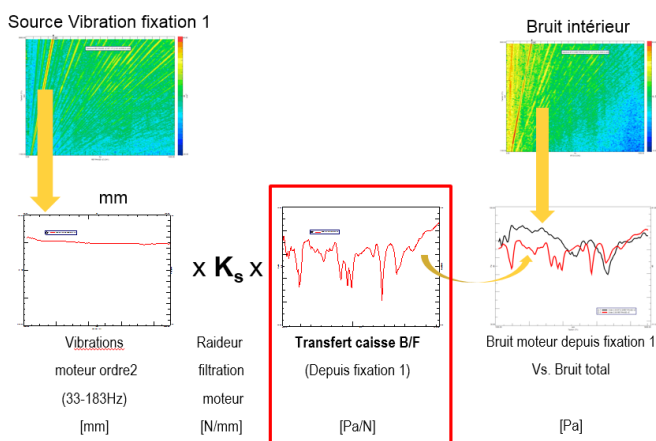 Source Vibration fixation 1
Bruit intérieur
mm
x Ks x
Vibrations
moteur ordre2
(33-183Hz)
[mm]
Raideur
filtration
moteur
[N/mm]
Transfert caisse B/F
(Depuis fixation 1)
[Pa/N]
Bruit moteur depuis fixation 1
Vs. Bruit total
[Pa]